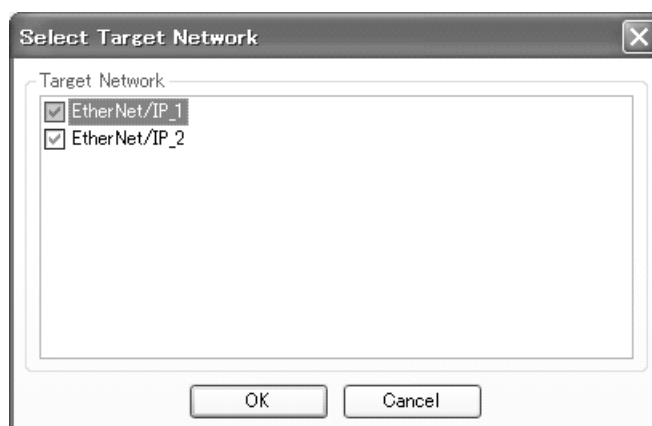 Select Target Network
Target Network
EtherNet/IP_1
EtherNet/IP_2
OK
Cancel